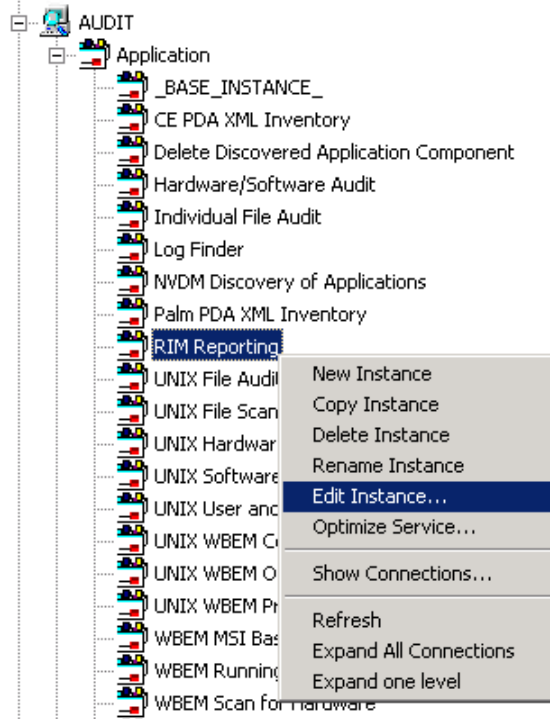 AUDIT
Application
_BASE_INSTANCE_
CE PDA XML Inventory
Delete Discovered Application Component
Hardware/Software Audit
Individual File Audit
Log Finder
NVDM Discovery of Applications
Palm PDA XML Inventory
RIM Reporting
UNIX File Audi
UNIX File Scan
UNIX Hardwar
UNIX Software
UNIX User and
UNIX WBEM
UNIX WBEM O
UNIX WBEM Pr
WBEM MSI Bas
WBEM Running
WBEM Scan for Hardware
New Instance
Copy Instance
Delete Instance
Rename Instance
Edit Instance...
Optimize Service...
Show Connections...
Refresh
Expand All Connections
Expand one level